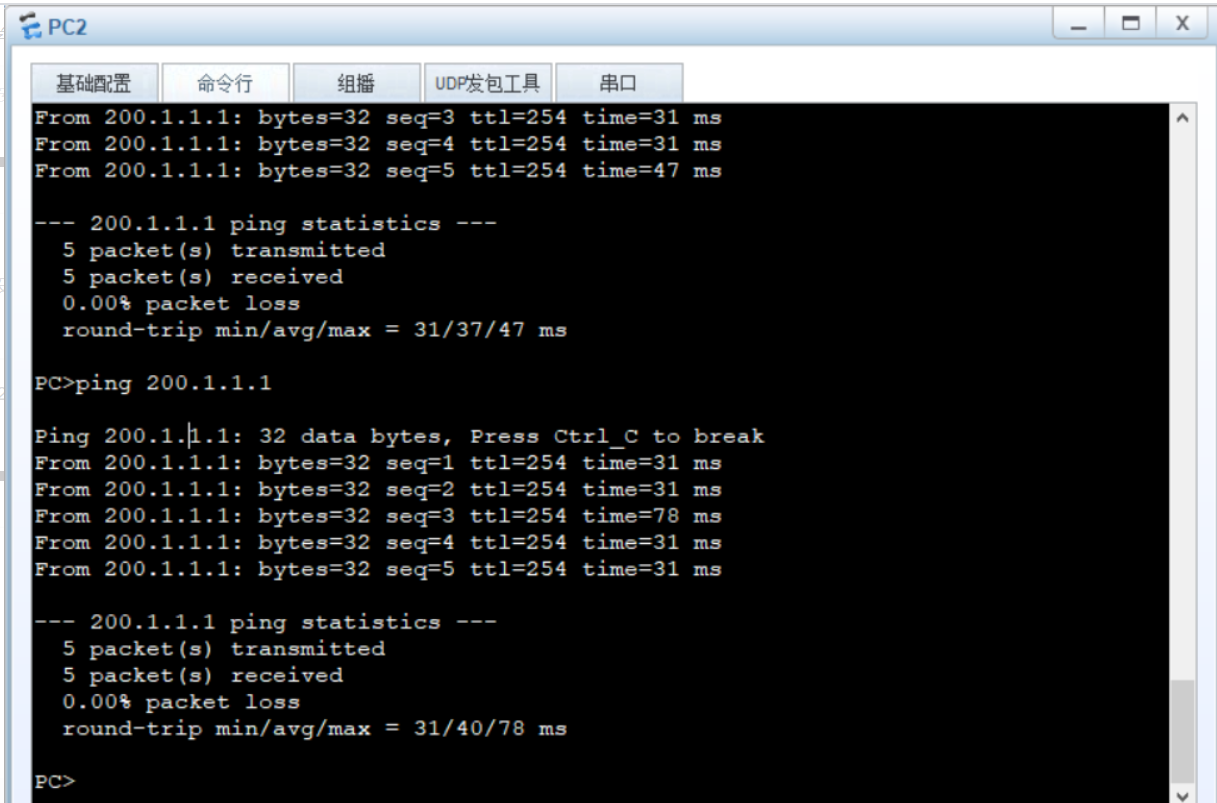 PC2
基础配置 命令行 组播 UDP发包工具 串口
From 200.1.1.1: bytes=32 seq=3 ttl=254 time=31 ms
From 200.1.1.1: bytes=32 seq=4 ttl=254 time=31 ms
From 200.1.1.1: bytes=32 seq=5 ttl=254 time=47 ms
--- 200.1.1.1 ping statistics ---
5 packet(s) transmitted
5 packet(s) received
0.00% packet loss
round-trip min/avg/max = 31/37/47 ms
PC>ping 200.1.1.1
Ping 200.1.1.1: 32 data bytes, Press Ctrl_C to break
From 200.1.1.1: bytes=32 seq=1 ttl=254 time=31 ms
From 200.1.1.1: bytes=32 seq=2 ttl=254 time=31 ms
From 200.1.1.1: bytes=32 seq=3 ttl=254 time=78 ms
From 200.1.1.1: bytes=32 seq=4 ttl=254 time=31 ms
From 200.1.1.1: bytes=32 seq=5 ttl=254 time=31 ms
--- 200.1.1.1 ping statistics ---
5 packet(s) transmitted
5 packet(s) received
0.00% packet loss
round-trip min/avg/max = 31/40/78 ms
PC>